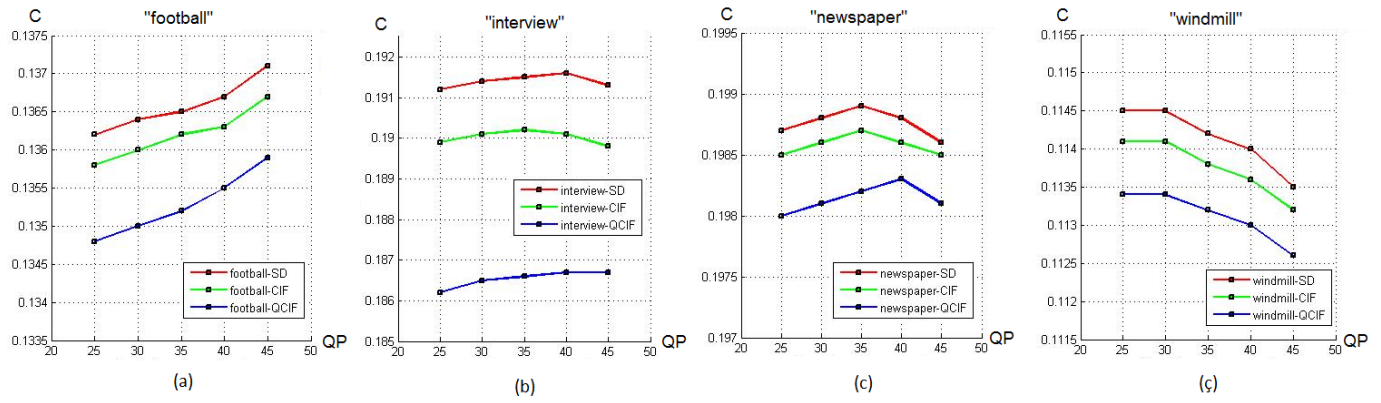 C
"football"
0.1375
0.137
0.1365
0.136
0.1355
0.135
0.1345
0.134
0.1335
football-SD
football-CIF
football-QCIF
20 25 30 35 40 45 50
QP
(a)
C
"interview"
0.192
0.191
0.19
0.189
0.188
0.187
0.186
0.185
interview-SD
interview-CIF
interview-QCIF
20 25 30 35 40 45 50
QP
(b)
C
"newspaper"
0.1995
0.199
0.1985
0.198
0.1975
0.197
newspaper-SD
newspaper-CIF
newspaper-QCIF
20 25 30 35 40 45 50
QP
(c)
C
"windmill"
0.1155
0.115
0.1145
0.114
0.1135
0.113
0.1125
0.112
0.1115
windmill-SD
windmill-CIF
windmill-QCIF
20 25 30 35 40 45 50
QP
(ç)